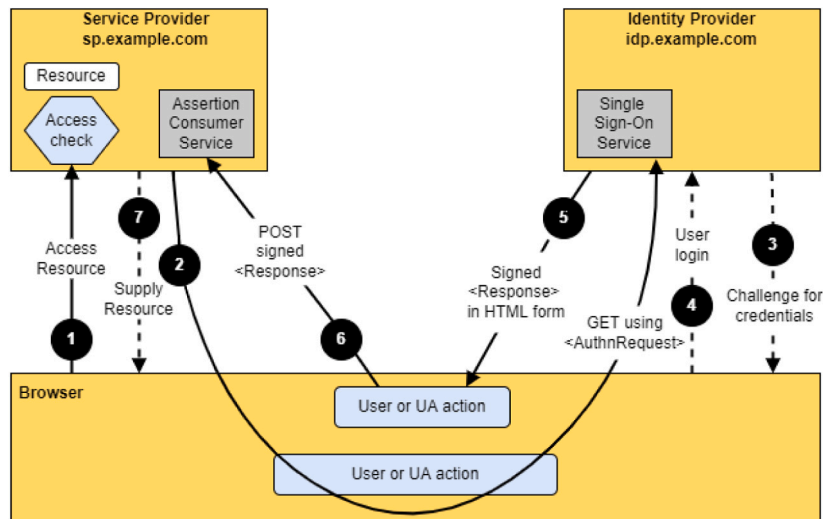 Service Provider
sp.example.com
Resource
Access
check
Assertion
Consumer
Service
Identity Provider
idp.example.com
Single
Sign-On
Service
7
2
5
3
Access
Resource
Supply
Resource
POST
signed
<Response>
Signed
<Response>
in HTML form
GET using
<AuthnRequest>
User
login
Challenge for
credentials
1
6
4
Browser
User or UA action
User or UA action